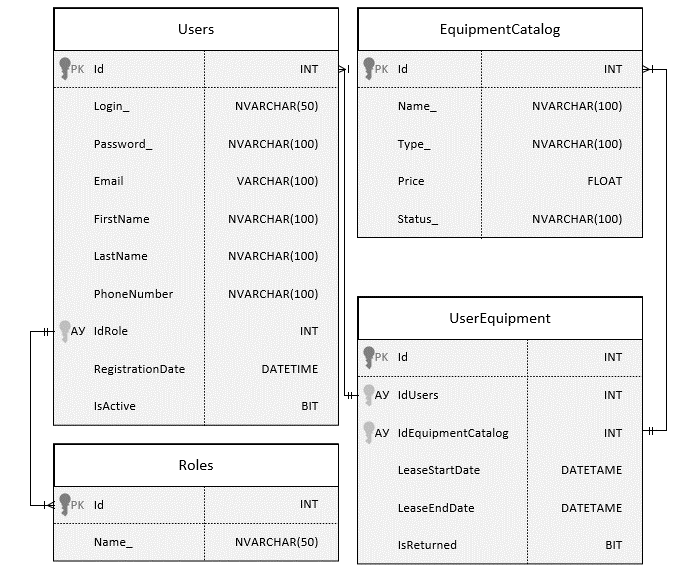 Users
PK Id INT
Login_ NVARCHAR(50)
Password_ NVARCHAR(100)
Email VARCHAR(100)
FirstName NVARCHAR(100)
LastName NVARCHAR(100)
PhoneNumber NVARCHAR(100)
АУ IdRole INT
RegistrationDate DATETIME
IsActive BIT
Roles
PK Id INT
Name_ NVARCHAR(50)
EquipmentCatalog
PK Id INT
Name_ NVARCHAR(100)
Type_ NVARCHAR(100)
Price FLOAT
Status_ NVARCHAR(100)
UserEquipment
PK Id INT
АУ IdUsers INT
АУ IdEquipmentCatalog INT
LeaseStartDate DATETAME
LeaseEndDate DATETAME
IsReturned BIT